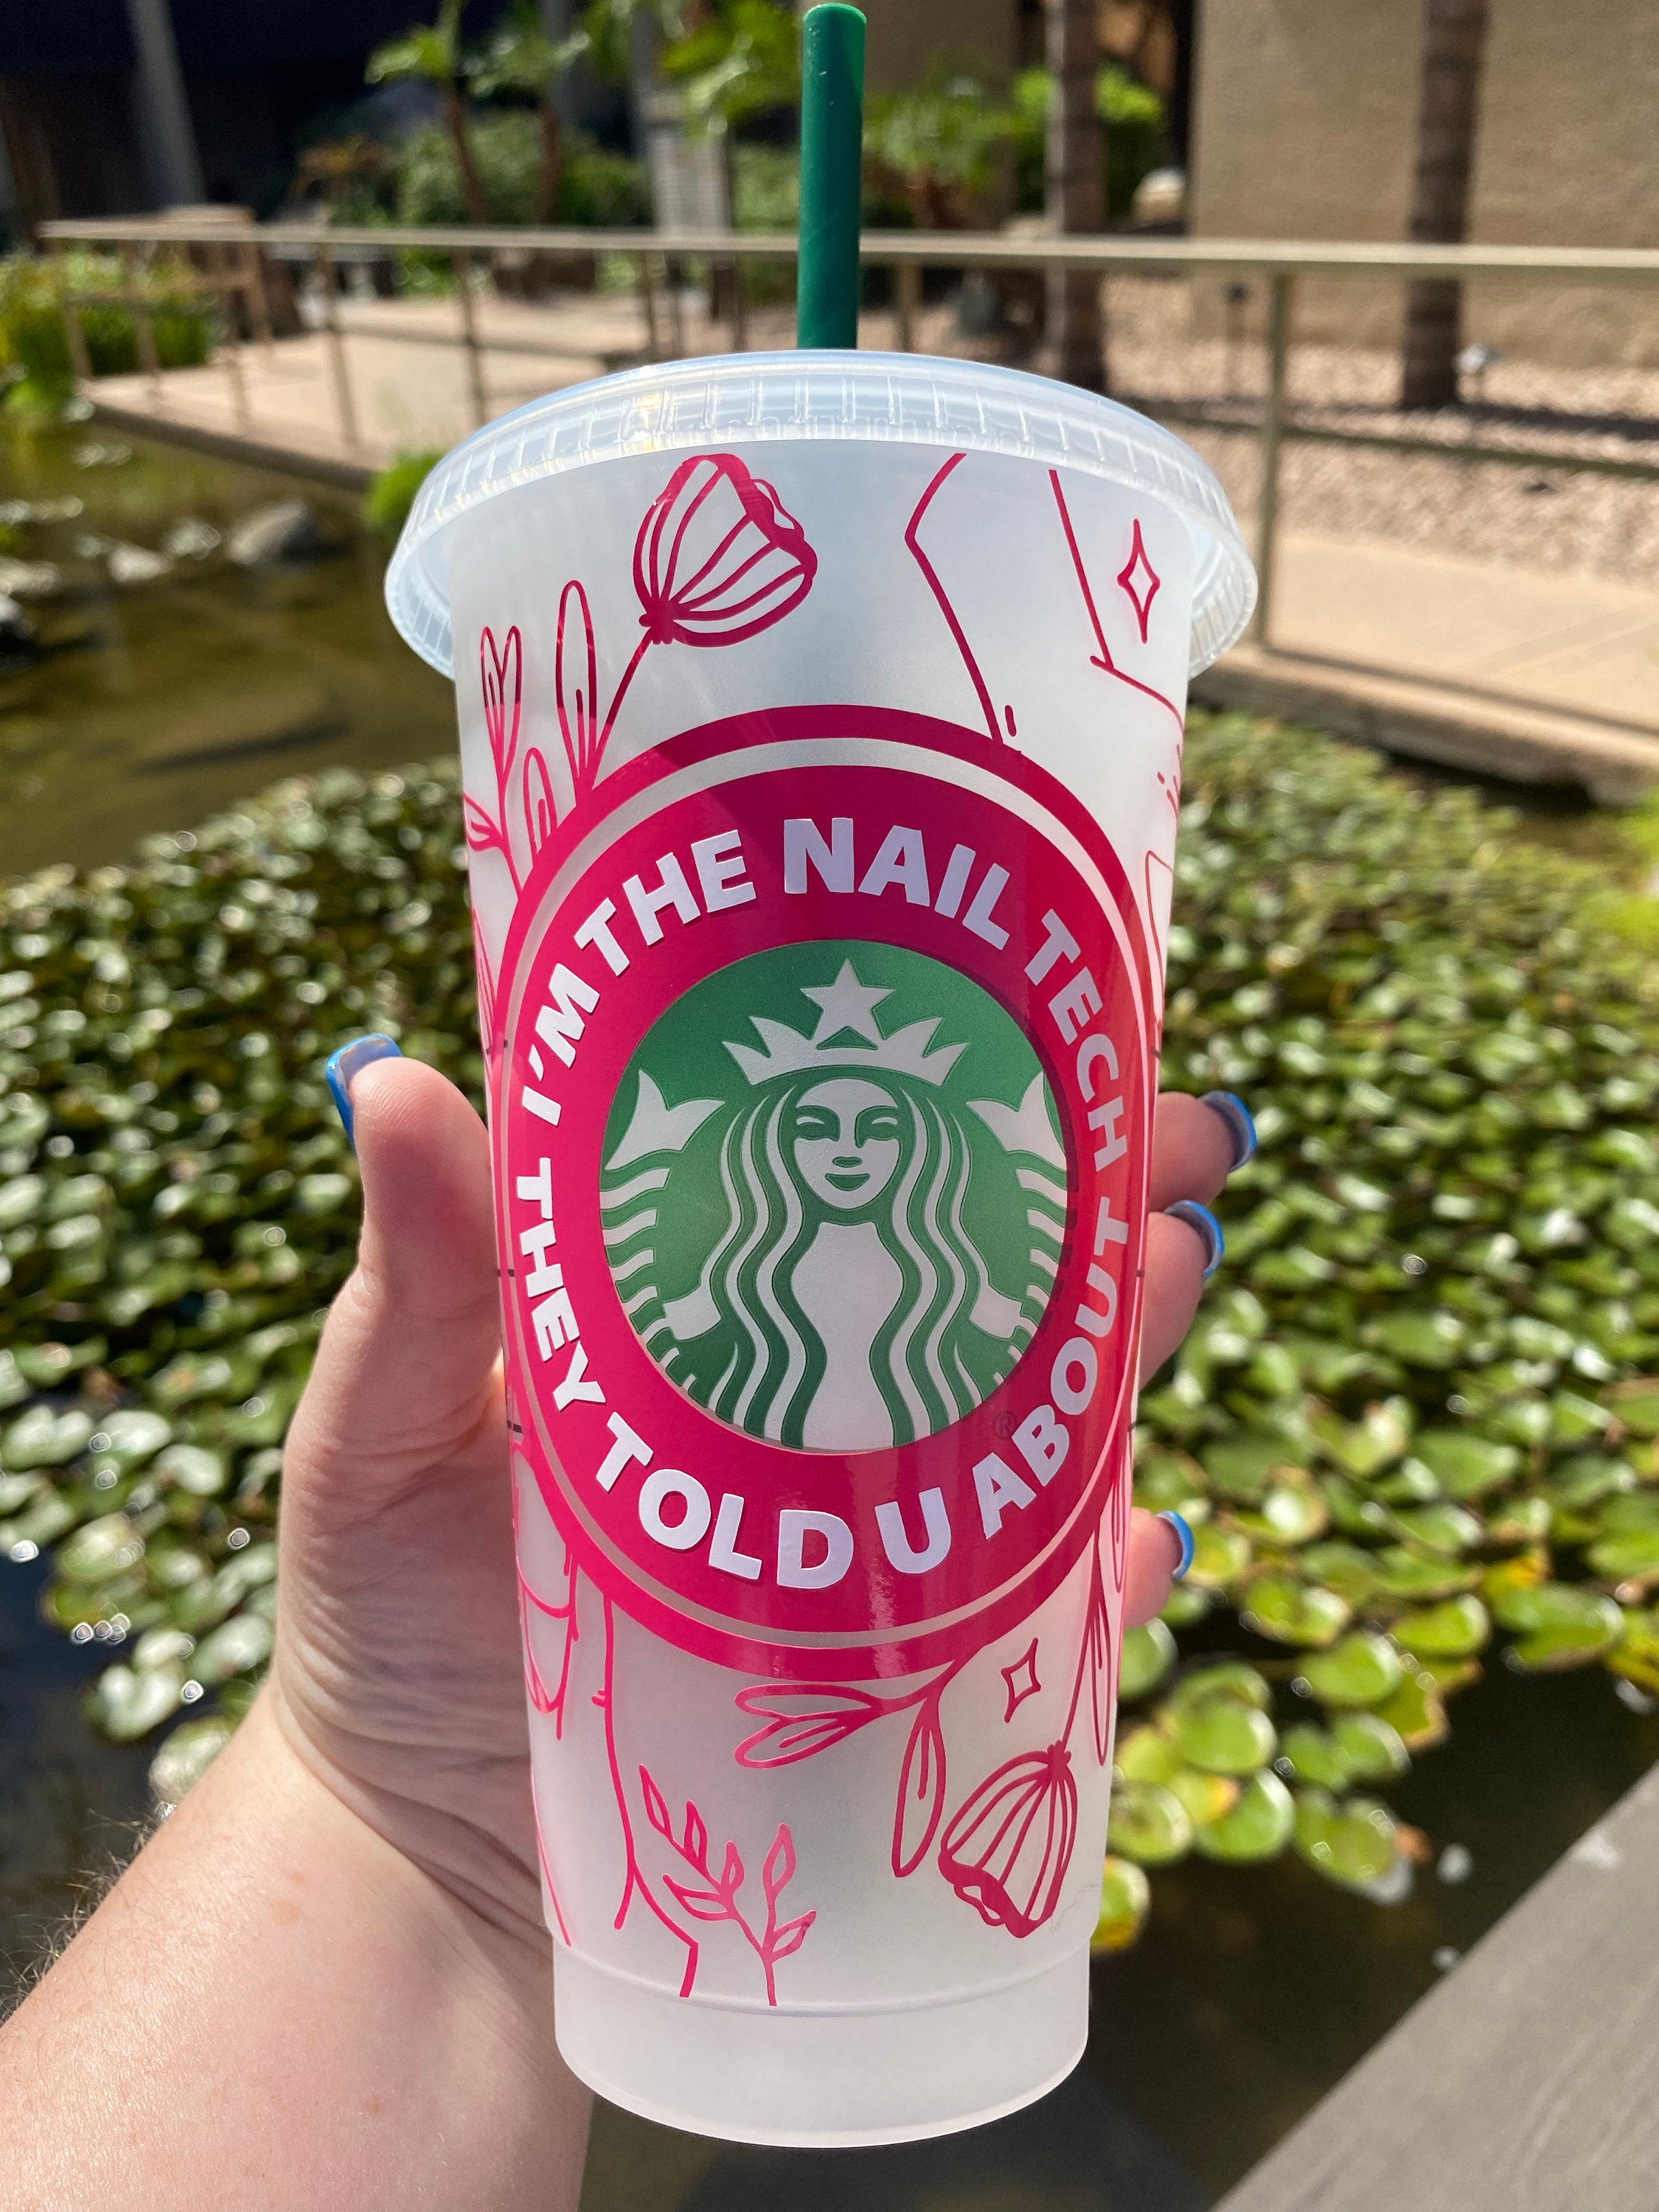 I'M THE NAIL TECH
THEY TOLD U ABOUT
®